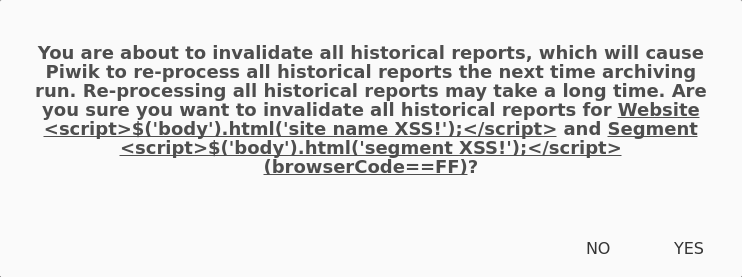 You are about to invalidate all historical reports, which will cause
Piwik to re-process all historical reports the next time archiving
run. Re-processing all historical reports may take a long time. Are
you sure you want to invalidate all historical reports for Website
<script>$('body').html('site name XSS!');</script> and Segment
<script>$('body').html('segment XSS!');</script>
(browserCode==FF)?
NO YES